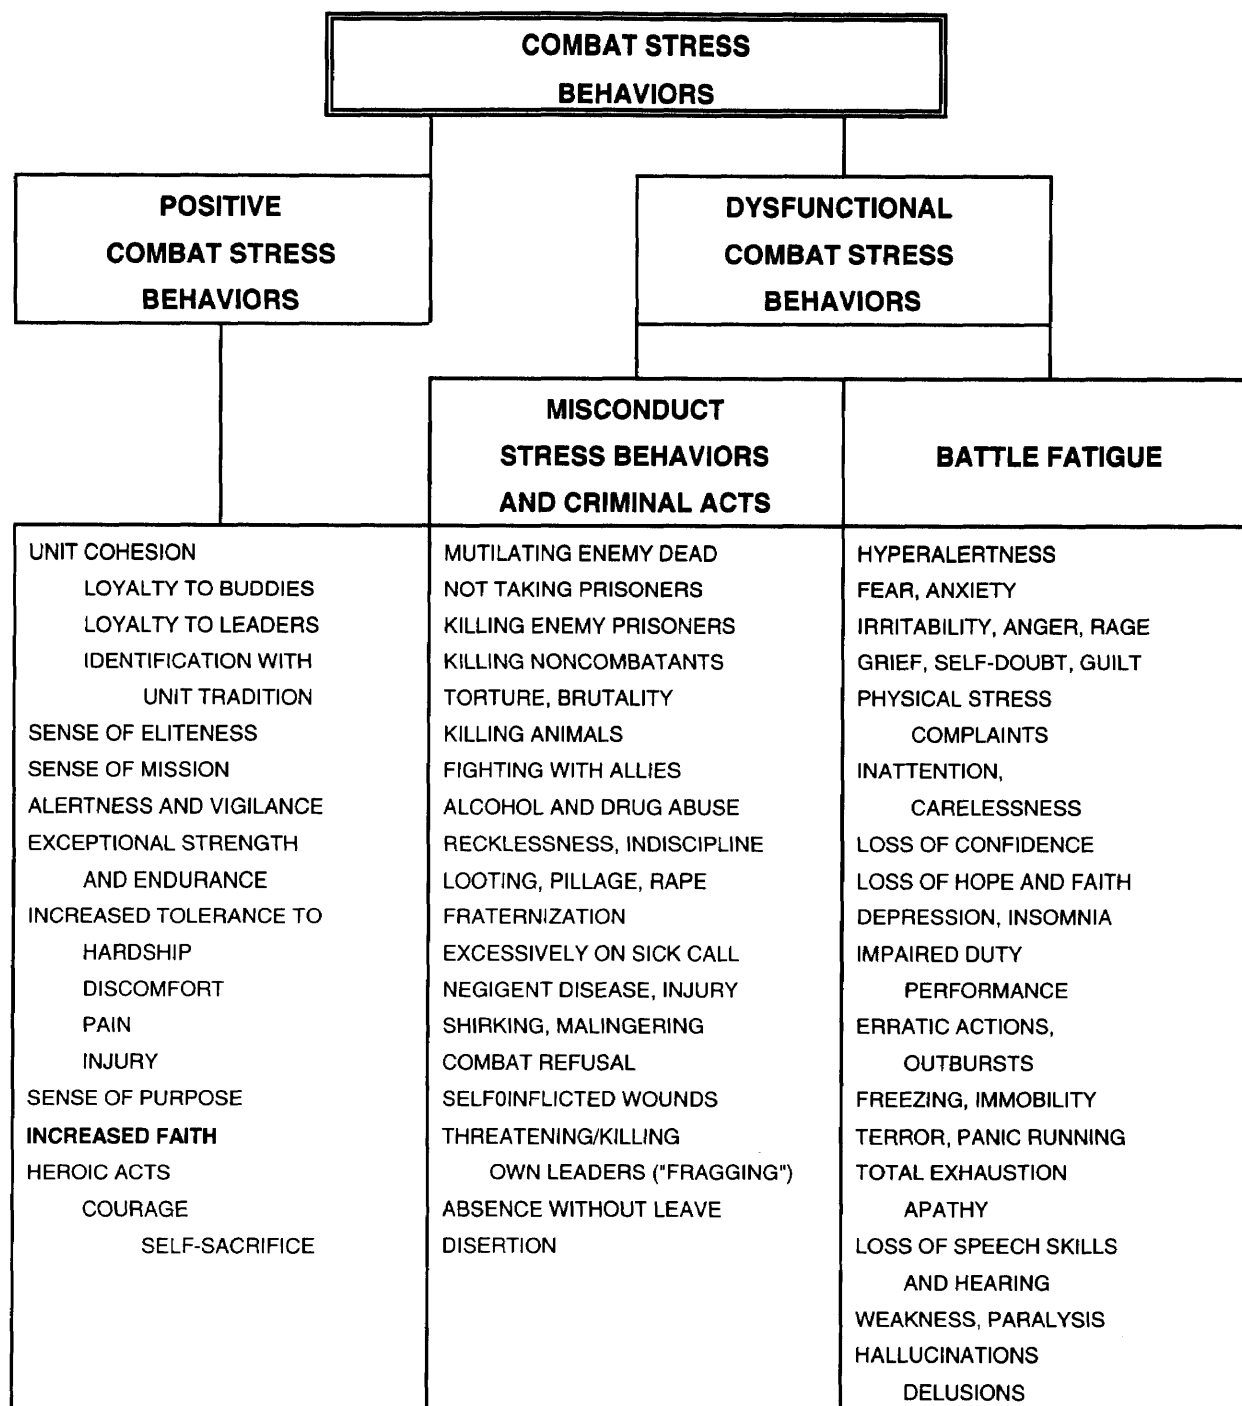 COMBAT STRESS
BEHAVIORS
POSITIVE
COMBAT STRESS
BEHAVIORS
DYSFUNCTIONAL
COMBAT STRESS
BEHAVIORS
MISCONDUCT
STRESS BEHAVIORS
AND CRIMINAL ACTS
BATTLE FATIGUE
UNIT COHESION
LOYALTY TO BUDDIES
LOYALTY TO LEADERS
IDENTIFICATION WITH
UNIT TRADITION
SENSE OF ELITENESS
SENSE OF MISSION
ALERTNESS AND VIGILANCE
EXCEPTIONAL STRENGTH
AND ENDURANCE
INCREASED TOLERANCE TO
HARDSHIP
DISCOMFORT
PAIN
INJURY
SENSE OF PURPOSE
INCREASED FAITH
HEROIC ACTS
COURAGE
SELF-SACRIFICE
MUTILATING ENEMY DEAD
NOT TAKING PRISONERS
KILLING ENEMY PRISONERS
KILLING NONCOMBATANTS
TORTURE, BRUTALITY
KILLING ANIMALS
FIGHTING WITH ALLIES
ALCOHOL AND DRUG ABUSE
RECKLESSNESS, INDISCIPLINE
LOOTING, PILLAGE, RAPE
FRATERNIZATION
EXCESSIVELY ON SICK CALL
NEGIGENT DISEASE, INJURY
SHIRKING, MALINGERING
COMBAT REFUSAL
SELF0INFLICTED WOUNDS
THREATENING/KILLING
OWN LEADERS ("FRAGGING")
ABSENCE WITHOUT LEAVE
DISERTION
HYPERALERTNESS
FEAR, ANXIETY
IRRITABILITY, ANGER, RAGE
GRIEF, SELF-DOUBT, GUILT
PHYSICAL STRESS
COMPLAINTS
INATTENTION,
CARELESSNESS
LOSS OF CONFIDENCE
LOSS OF HOPE AND FAITH
DEPRESSION, INSOMNIA
IMPAIRED DUTY
PERFORMANCE
ERRATIC ACTIONS,
OUTBURSTS
FREEZING, IMMOBILITY
TERROR, PANIC RUNNING
TOTAL EXHAUSTION
APATHY
LOSS OF SPEECH SKILLS
AND HEARING
WEAKNESS, PARALYSIS
HALLUCINATIONS
DELUSIONS